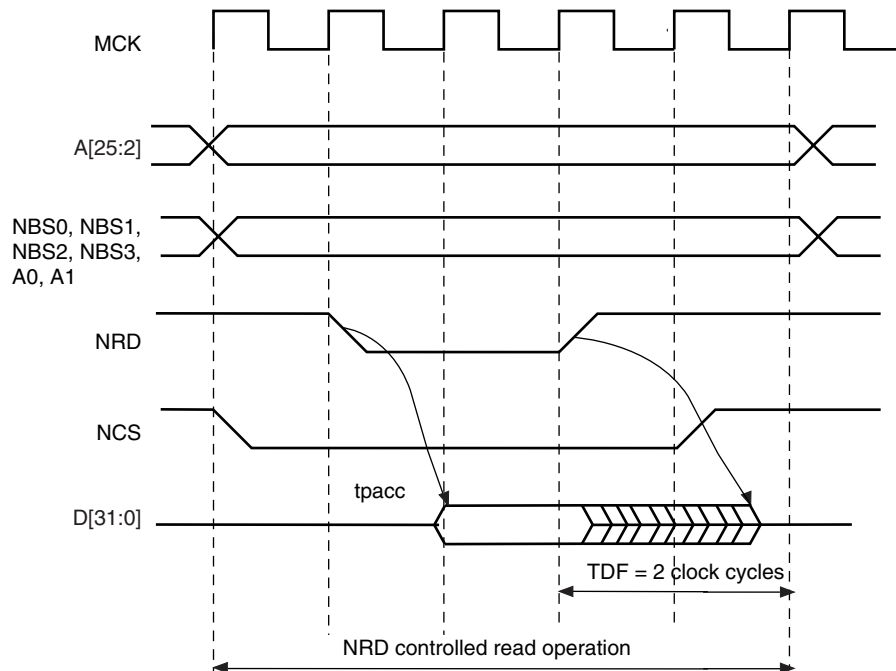 MCK
A[25:2]
NBS0, NBS1,
NBS2, NBS3,
A0, A1
NRD
NCS
tpacc
D[31:0]
TDF = 2 clock cycles
NRD controlled read operation